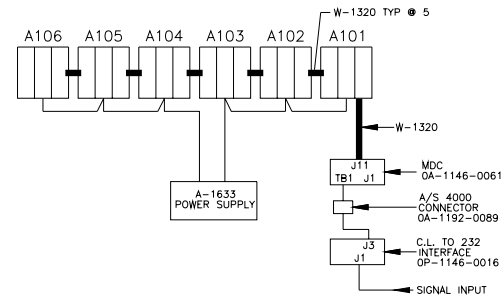 W-1320 TYP @ 5
A106 A105 A104 A103 A102 A101
W-1320
J11
TB1 J1
MDC
0A-1146-0061
A-1633
POWER SUPPLY
A/S 4000
CONNECTOR
0A-1192-0089
J3
J1
C.L. TO 232
INTERFACE
0P-1146-0016
SIGNAL INPUT